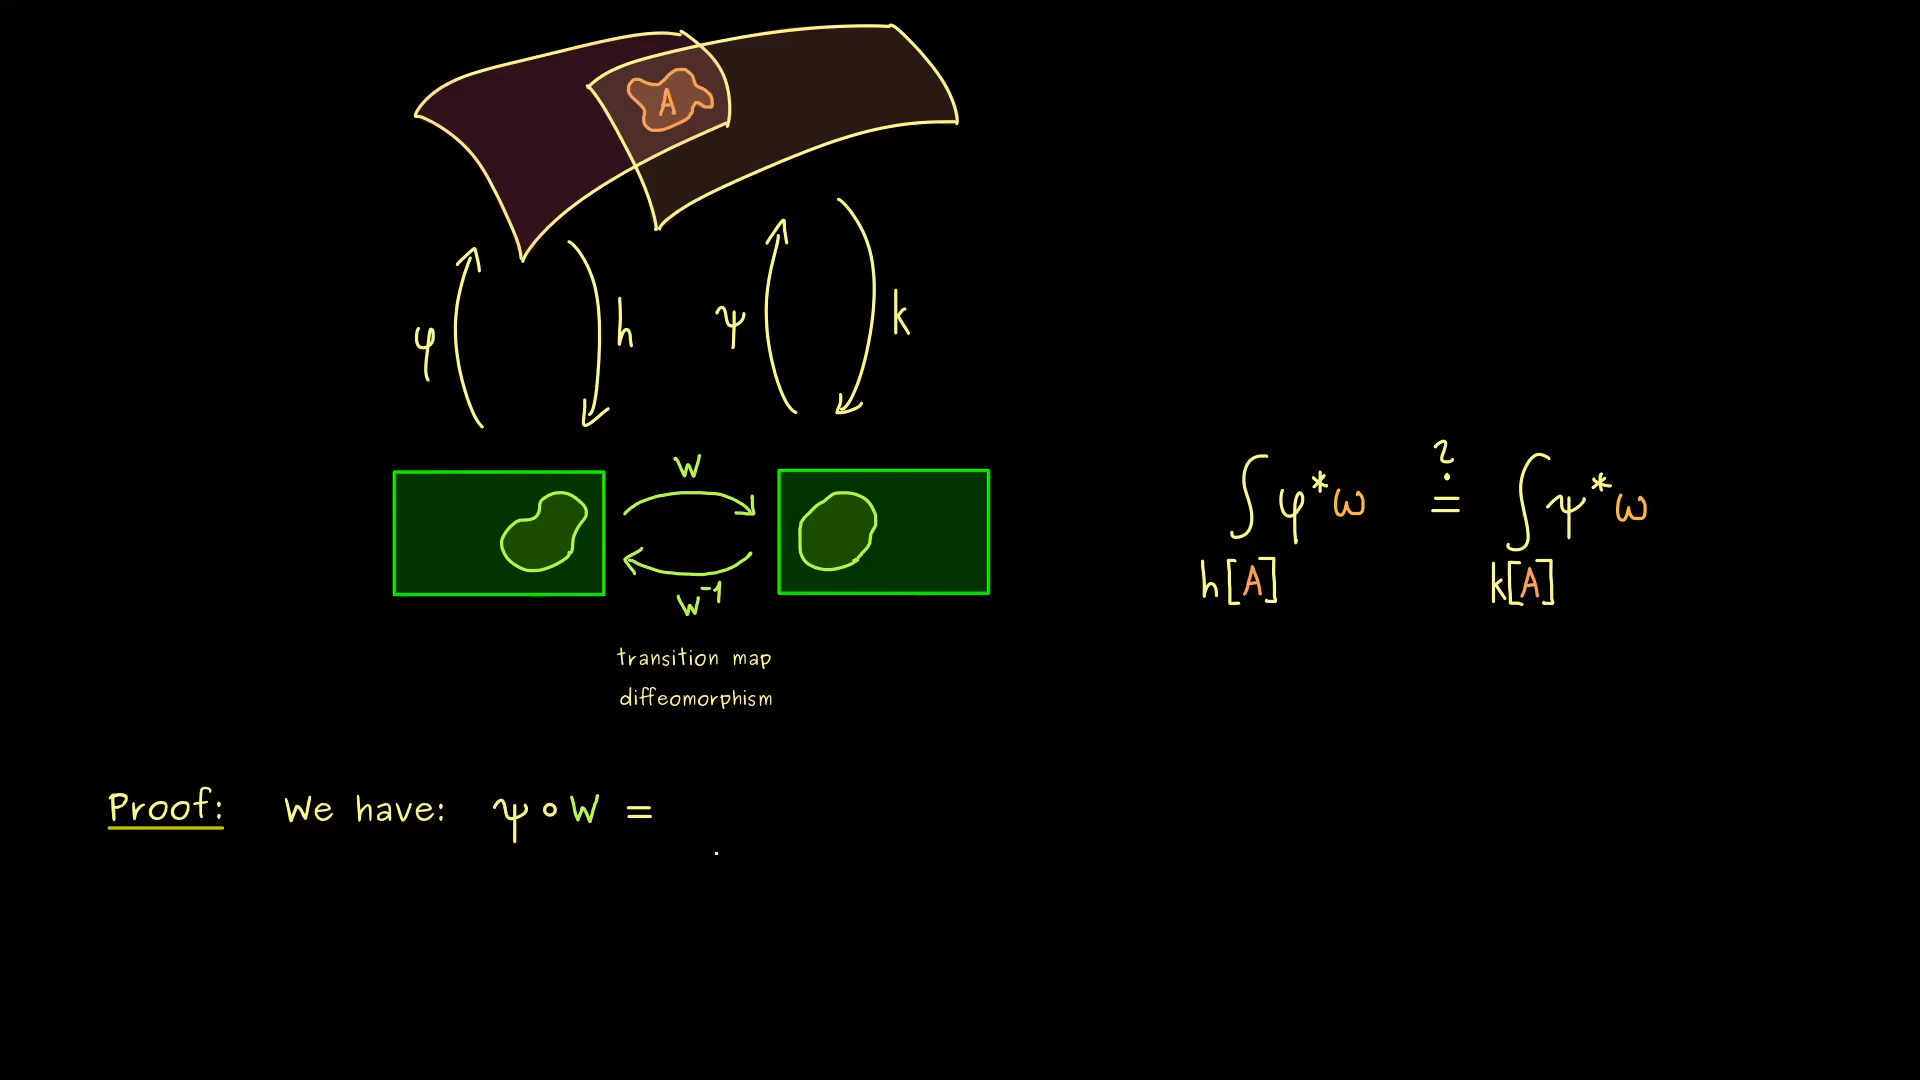 A
φ h ψ k
w
w⁻¹
transition map
diffeomorphism
∫ φ*ω ≟ ∫ ψ*ω
h[A] k[A]
Proof: We have: ψ ∘ w =